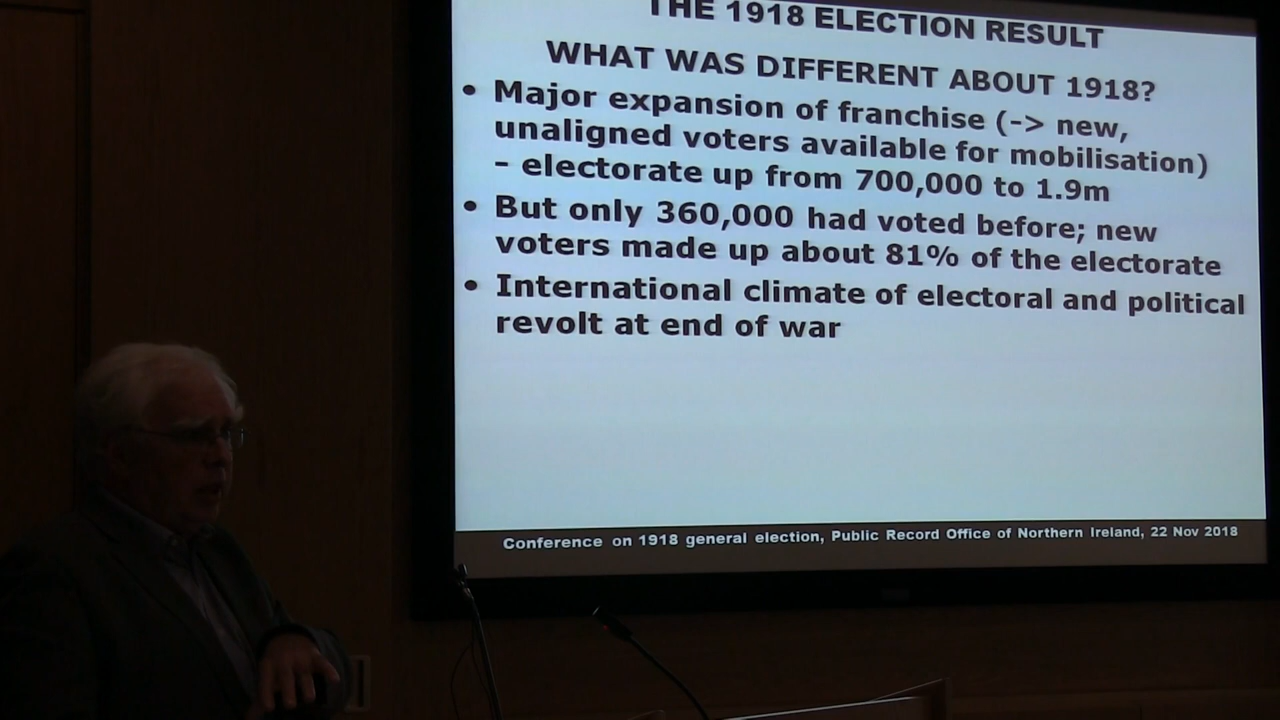 THE 1918 ELECTION RESULT
WHAT WAS DIFFERENT ABOUT 1918?
• Major expansion of franchise (-> new,
unaligned voters available for mobilisation)
– electorate up from 700,000 to 1.9m
• But only 360,000 had voted before; new
voters made up about 81% of the electorate
• International climate of electoral and political
revolt at end of war
Conference on 1918 general election, Public Record Office of Northern Ireland, 22 Nov 2018